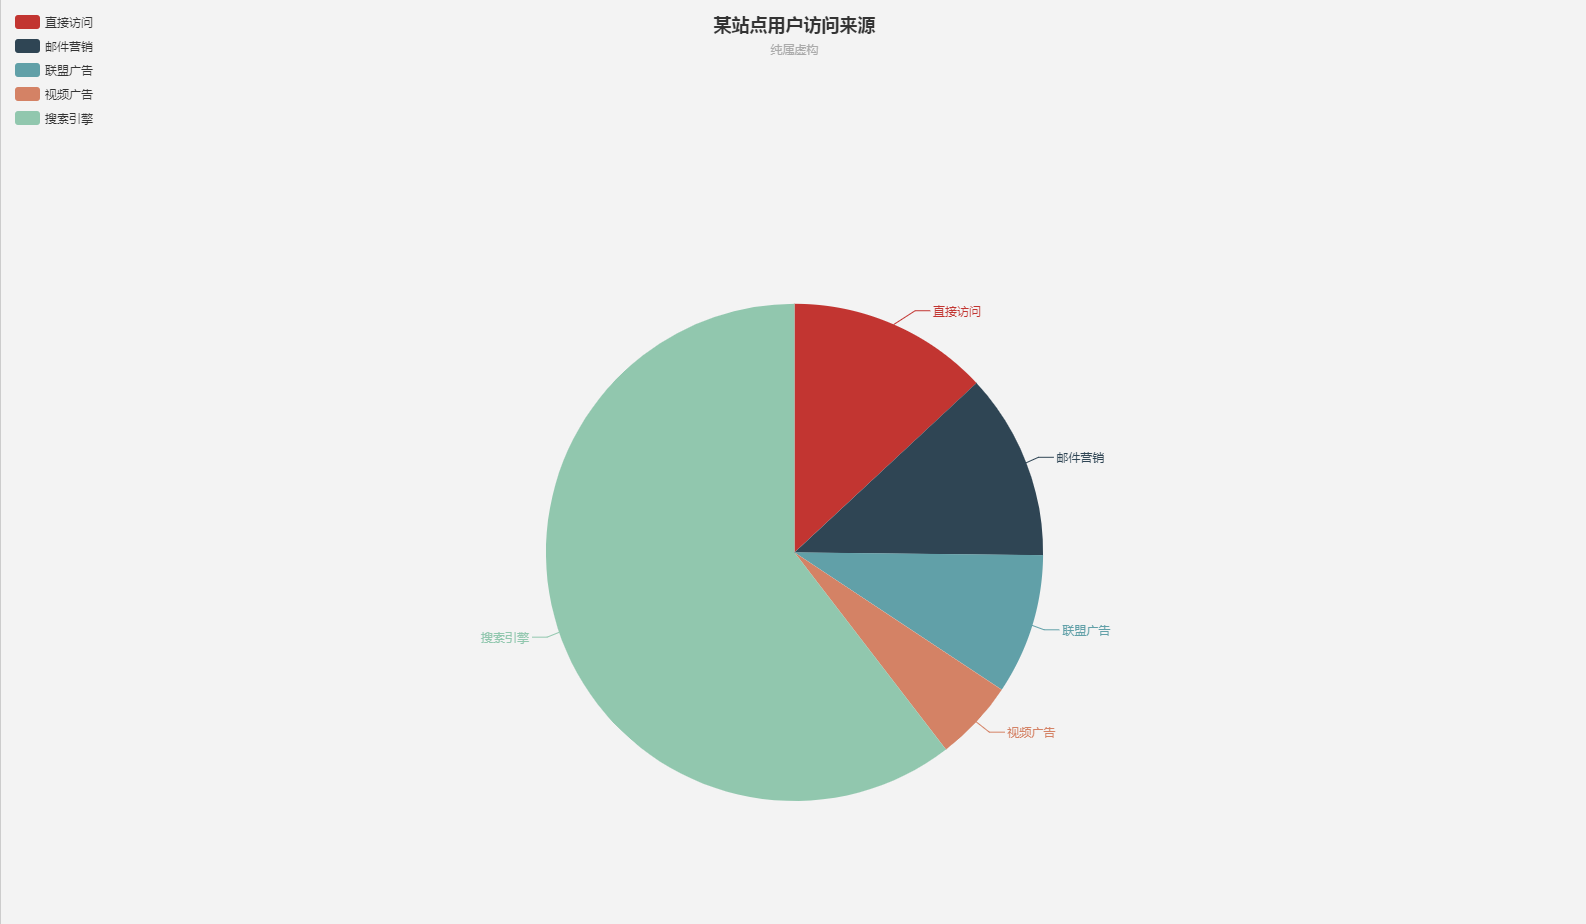 某站点用户访问来源
纯属虚构
直接访问
邮件营销
联盟广告
视频广告
搜索引擎
直接访问
邮件营销
联盟广告
视频广告
搜索引擎